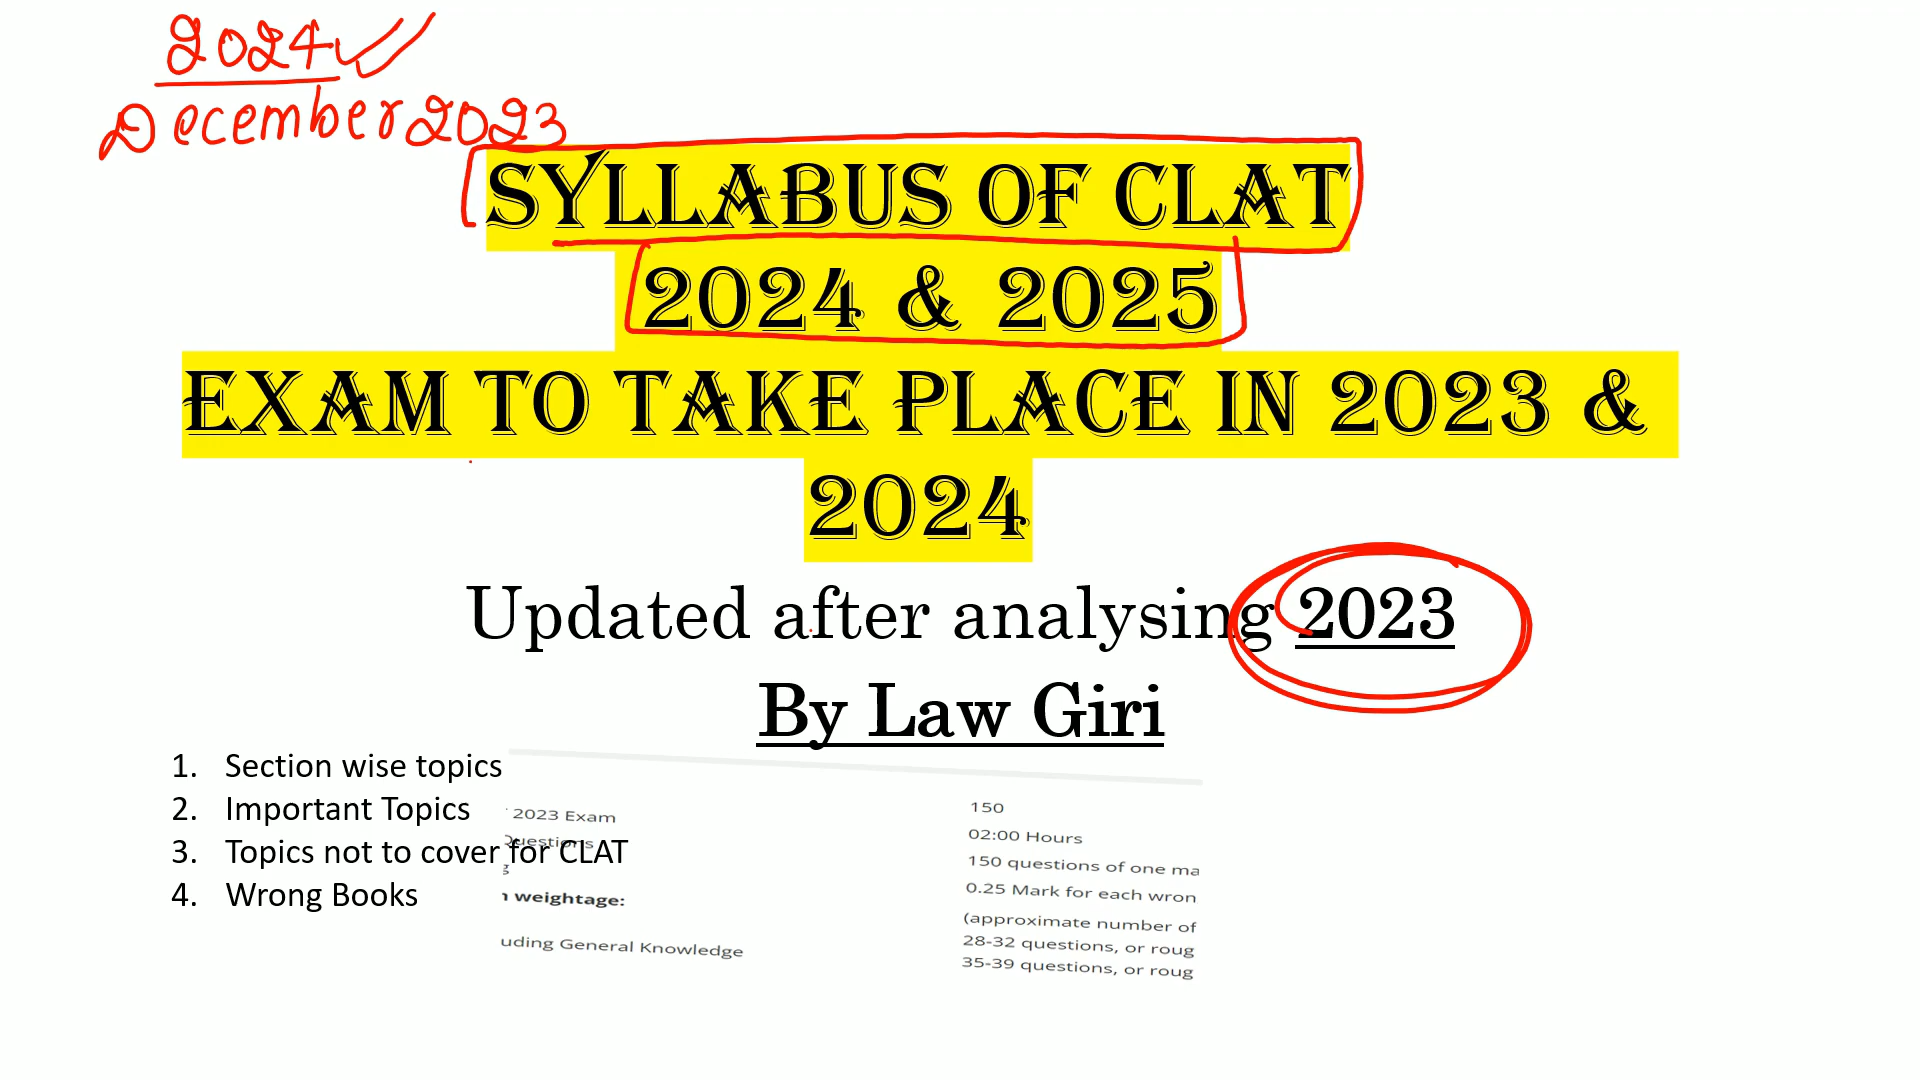 2024
December 2023
SYLLABUS OF CLAT
2024 & 2025
EXAM TO TAKE PLACE IN 2023 &
2024
Updated after analysing 2023
By Law Giri
1. Section wise topics
2. Important Topics
3. Topics not to cover for CLAT
4. Wrong Books
2023 Exam 150
Questions 02:00 Hours
150 questions of one ma
0.25 Mark for each wron
weightage: (approximate number of
28-32 questions, or roug
uding General Knowledge 35-39 questions, or roug